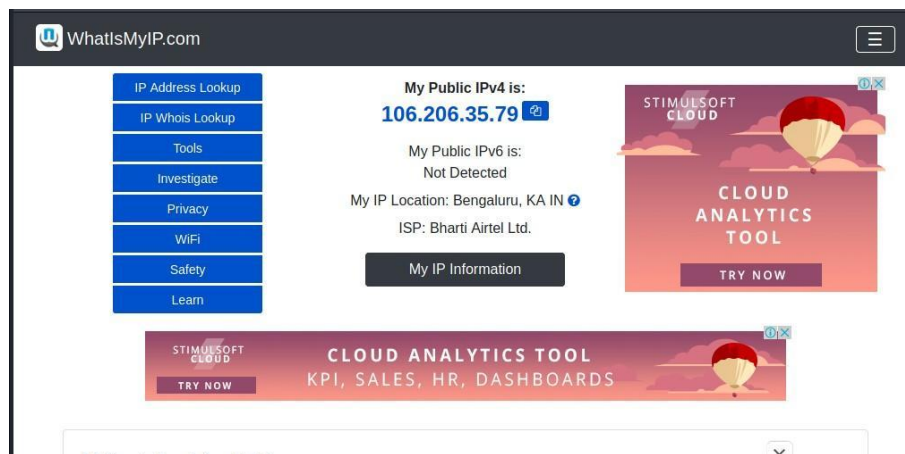 WhatIsMyIP.com
IP Address Lookup
IP Whois Lookup
Tools
Investigate
Privacy
WiFi
Safety
Learn
My Public IPv4 is:
106.206.35.79
My Public IPv6 is:
Not Detected
My IP Location: Bengaluru, KA IN
ISP: Bharti Airtel Ltd.
My IP Information
STIMULSOFT
CLOUD
CLOUD
ANALYTICS
TOOL
TRY NOW
STIMULSOFT
CLOUD
TRY NOW
CLOUD ANALYTICS TOOL
KPI, SALES, HR, DASHBOARDS